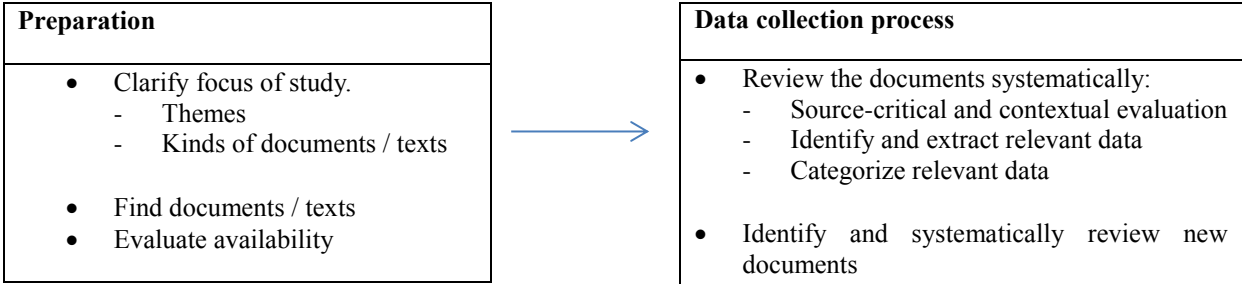 Preparation
• Clarify focus of study.
- Themes
- Kinds of documents / texts
• Find documents / texts
• Evaluate availability
Data collection process
• Review the documents systematically:
- Source-critical and contextual evaluation
- Identify and extract relevant data
- Categorize relevant data
• Identify and systematically review new
documents